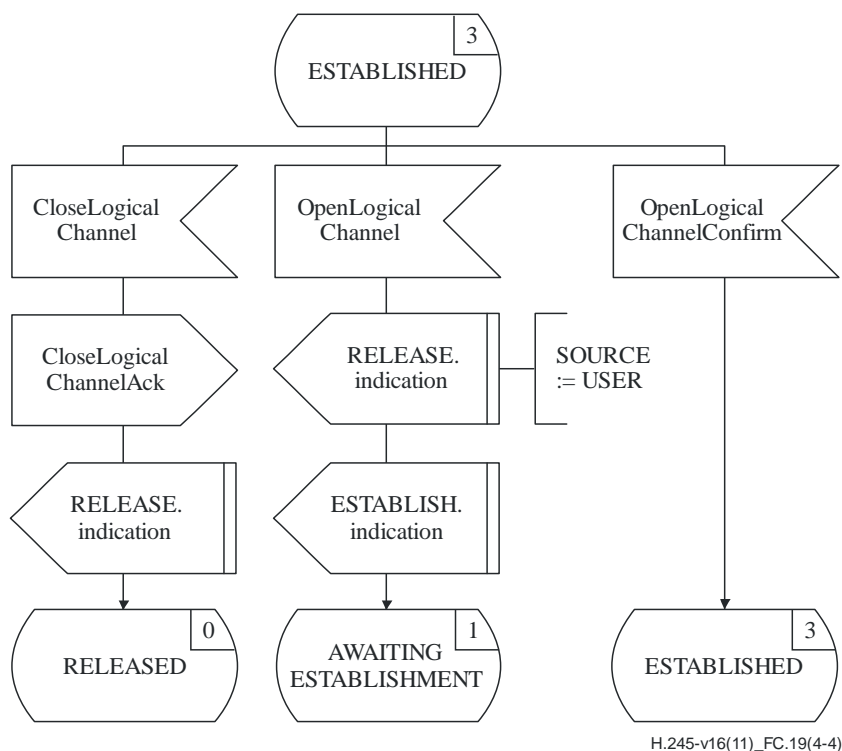 3
ESTABLISHED
CloseLogical
Channel
OpenLogical
Channel
OpenLogical
ChannelConfirm
CloseLogical
ChannelAck
RELEASE.
indication
SOURCE
:= USER
RELEASE.
indication
ESTABLISH.
indication
0
RELEASED
1
AWAITING
ESTABLISHMENT
3
ESTABLISHED
H.245-v16(11)_FC.19(4-4)